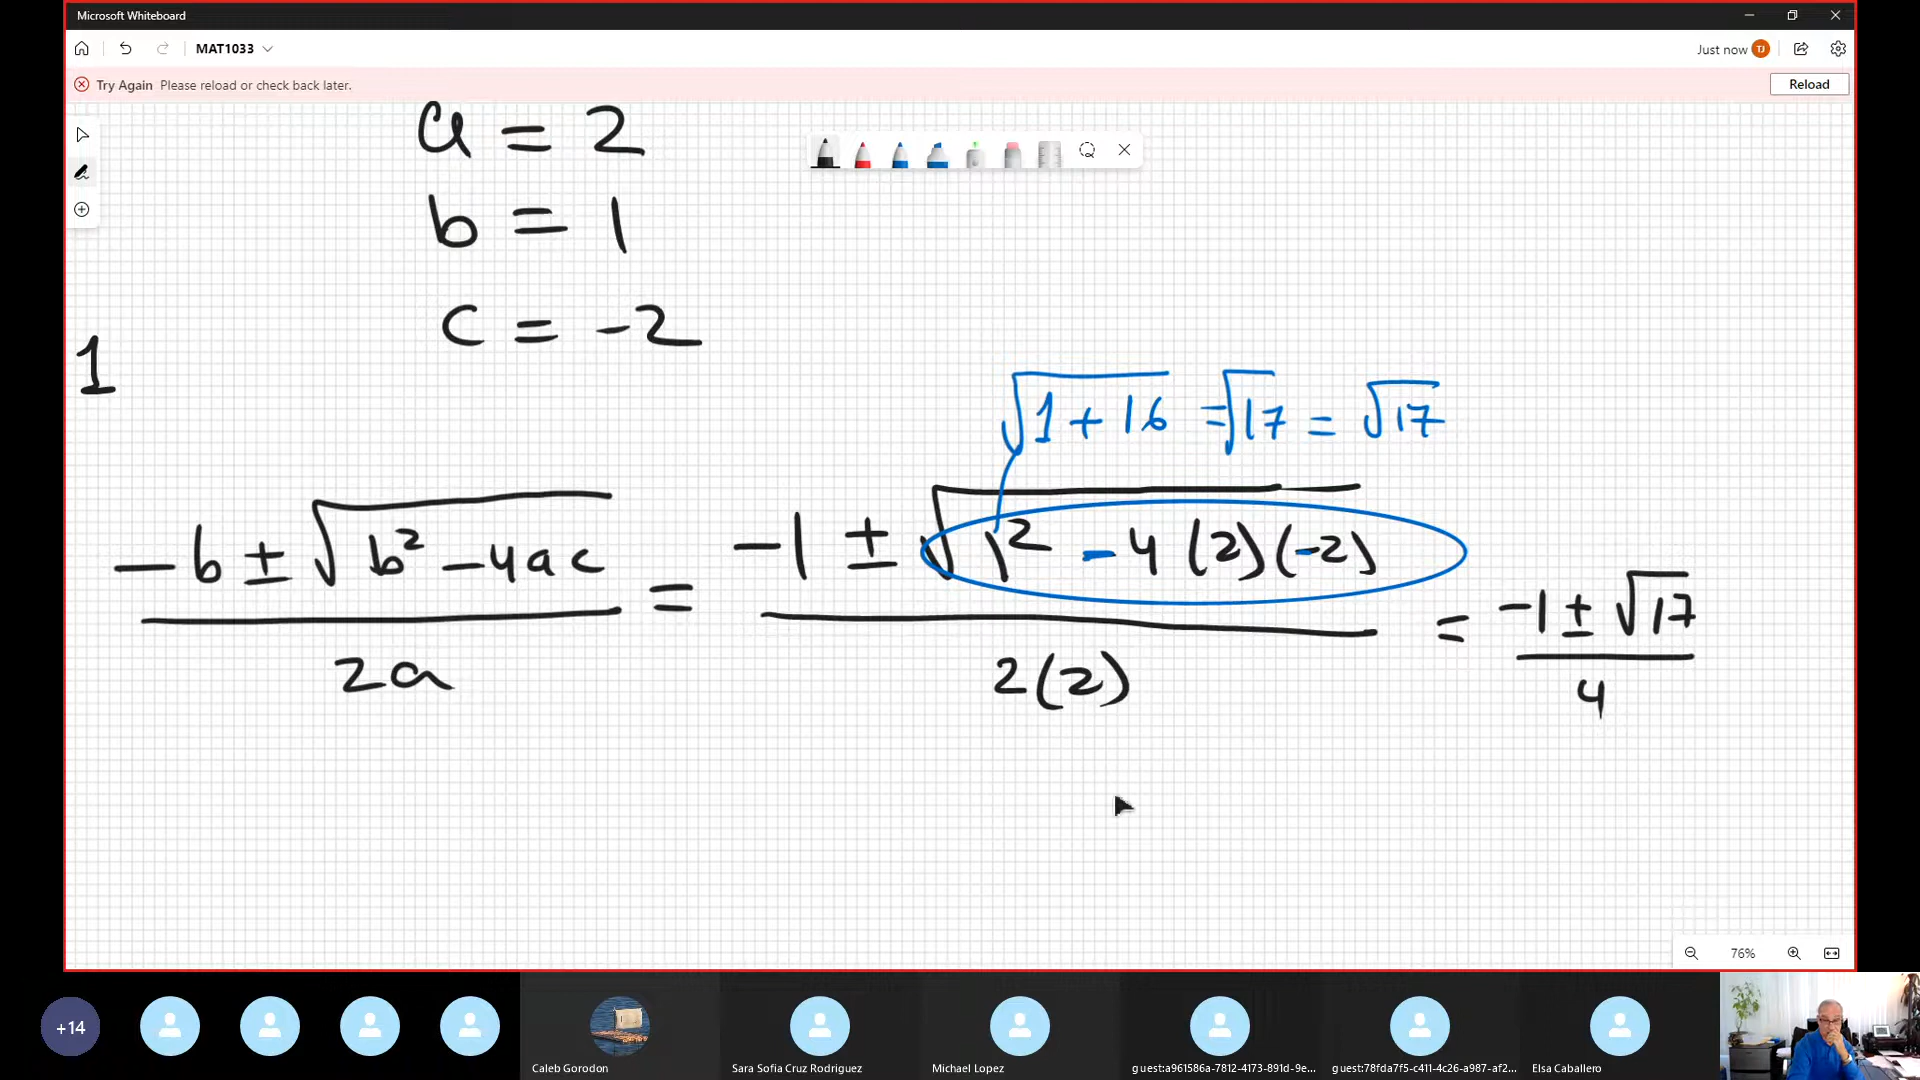 Microsoft Whiteboard
MAT1033
Just now TJ
Try Again Please reload or check back later.
Reload
a = 2
b = 1
c = -2
1
√1 + 16 = √17 = √17
-b ± √b² - 4ac / 2a = -1 ± √1² - 4(2)(-2) / 2(2) = -1 ± √17 / 4
76%
+14
Caleb Gorodon
Sara Sofia Cruz Rodriguez
Michael Lopez
guest:a961586a-7812-4173-891d-9e...
guest:78fda7f5-c411-4c26-a987-af2...
Elsa Caballero